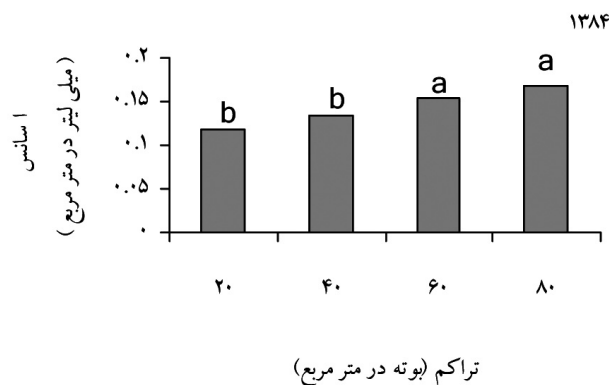 ۱۳۸۴
اسانس
(میلی لیتر در متر مربع)
۰.۲
۰.۱۵
۰.۱
۰.۰۵
۰
b b a a
۲۰ ۴۰ ۶۰ ۸۰
تراکم (بوته در متر مربع)